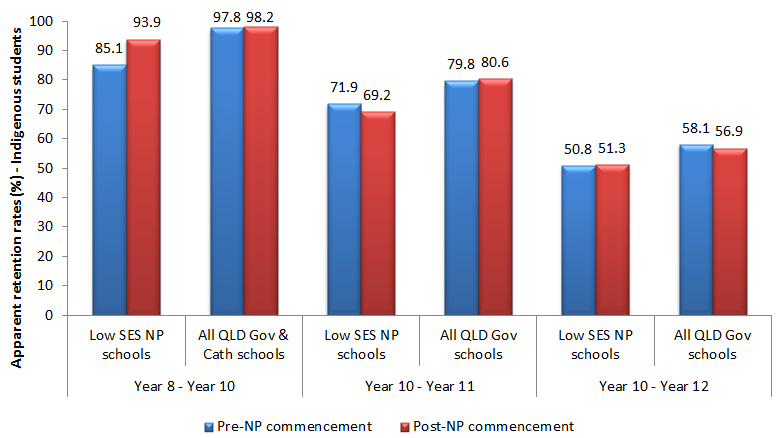 Apparent retention rates (%) - Indigenous students
100
90
80
70
60
50
40
30
20
10
0
85.1
93.9
97.8
98.2
71.9
69.2
79.8
80.6
50.8
51.3
58.1
56.9
Low SES NP
schools
All QLD Gov &
Cath schools
Low SES NP
schools
All QLD Gov
schools
Low SES NP
schools
All QLD Gov
schools
Year 8 - Year 10
Year 10 - Year 11
Year 10 - Year 12
Pre-NP commencement
Post-NP commencement